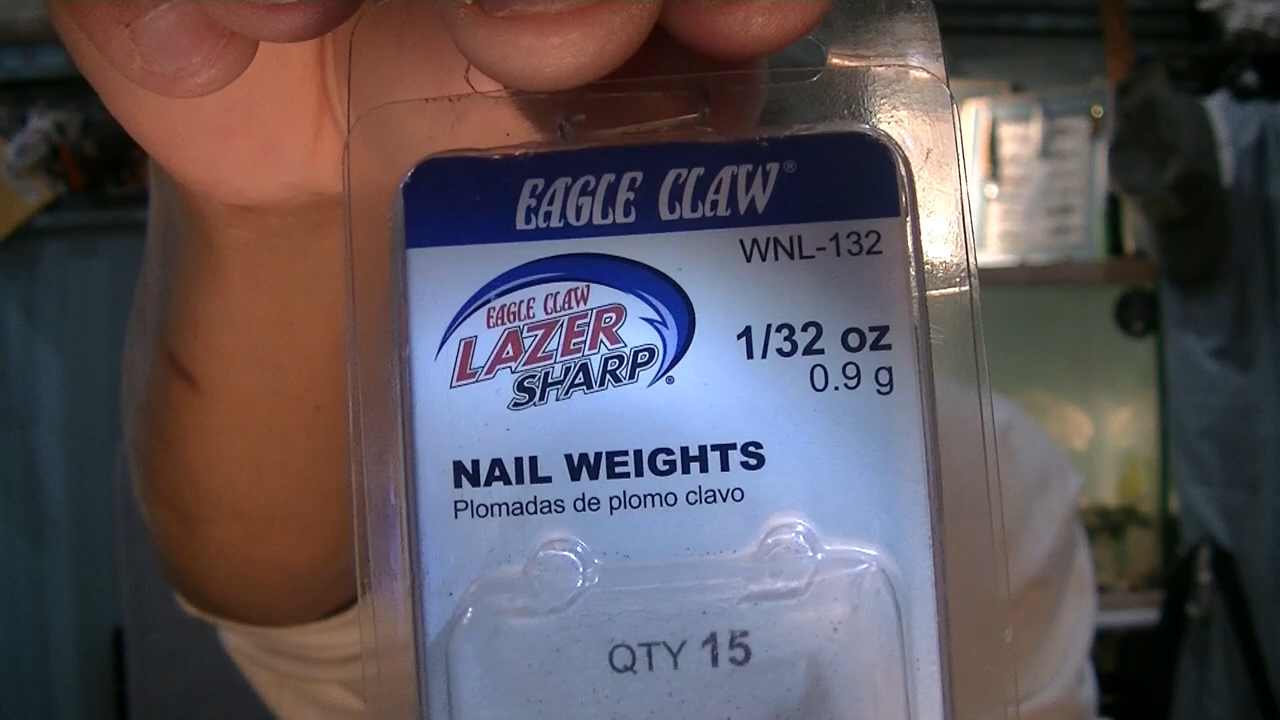 EAGLE CLAW®
WNL-132
EAGLE CLAW
LAZER
SHARP®
1/32 oz
0.9 g
NAIL WEIGHTS
Plomadas de plomo clavo
QTY 15